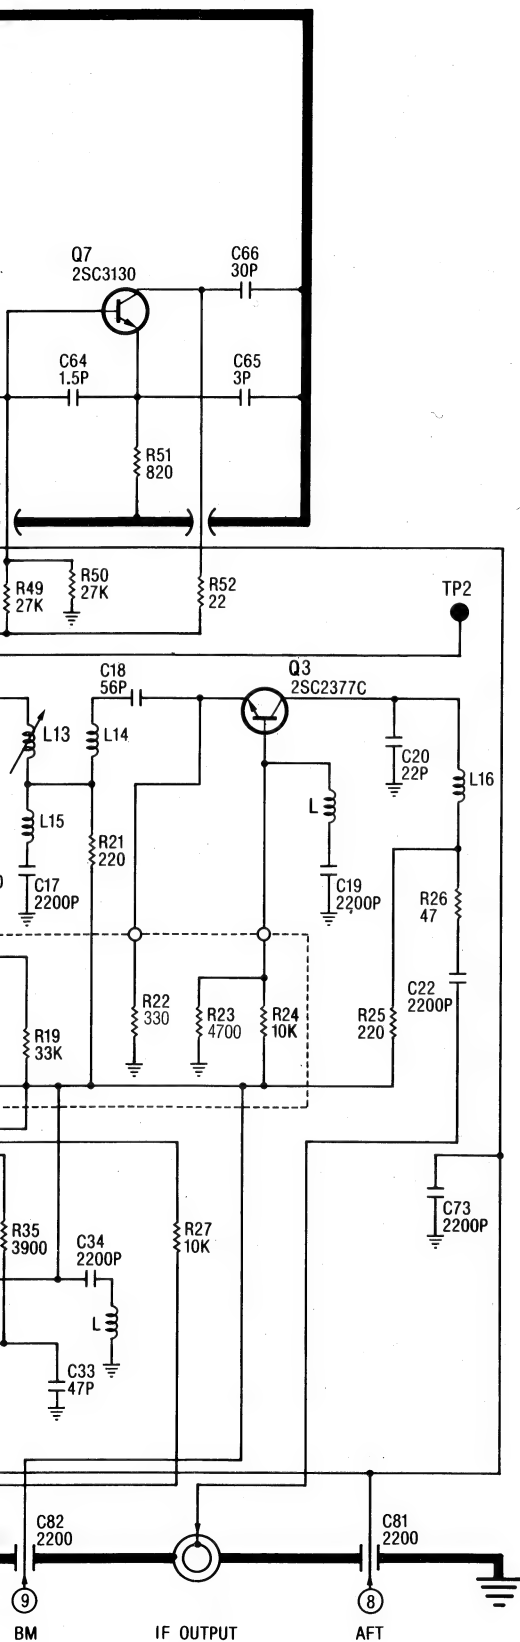 Q7
2SC3130
C66
30P
C64
1.5P
C65
3P
R51
820
R49
27K
R50
27K
R52
22
TP2
C18
56P
Q3
2SC2377C
L13
L14
C20
22P
L16
L15
L
R21
220
C17
2200P
C19
2200P
R26
47
R22
330
R23
4700
R24
10K
C22
2200P
R25
220
R19
33K
C73
2200P
R35
3900
C34
2200P
R27
10K
L
C33
47P
C82
2200
C81
2200
9
8
BM
IF OUTPUT
AFT